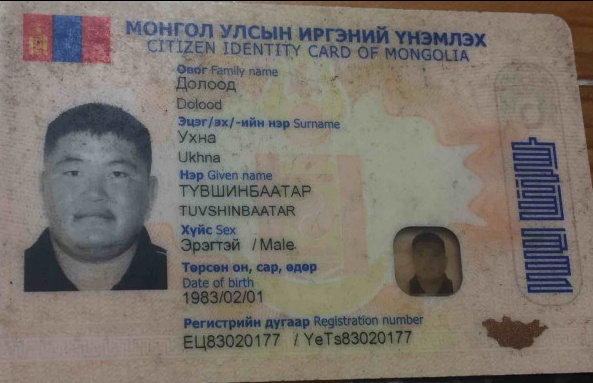 МОНГОЛ УЛСЫН ИРГЭНИЙ ҮНЭМЛЭХ
CITIZEN IDENTITY CARD OF MONGOLIA
Овог Family name
Долоод
Dolood
Эцэг/эх/-ийн нэр Surname
Ухна
Ukhna
Нэр Given name
ТҮВШИНБААТАР
TUVSHINBAATAR
Хүйс Sex
Эрэгтэй / Male
Төрсөн он, сар, өдөр
Date of birth
1983/02/01
Регистрийн дугаар Registration number
ЕЦ83020177 / YeTs83020177